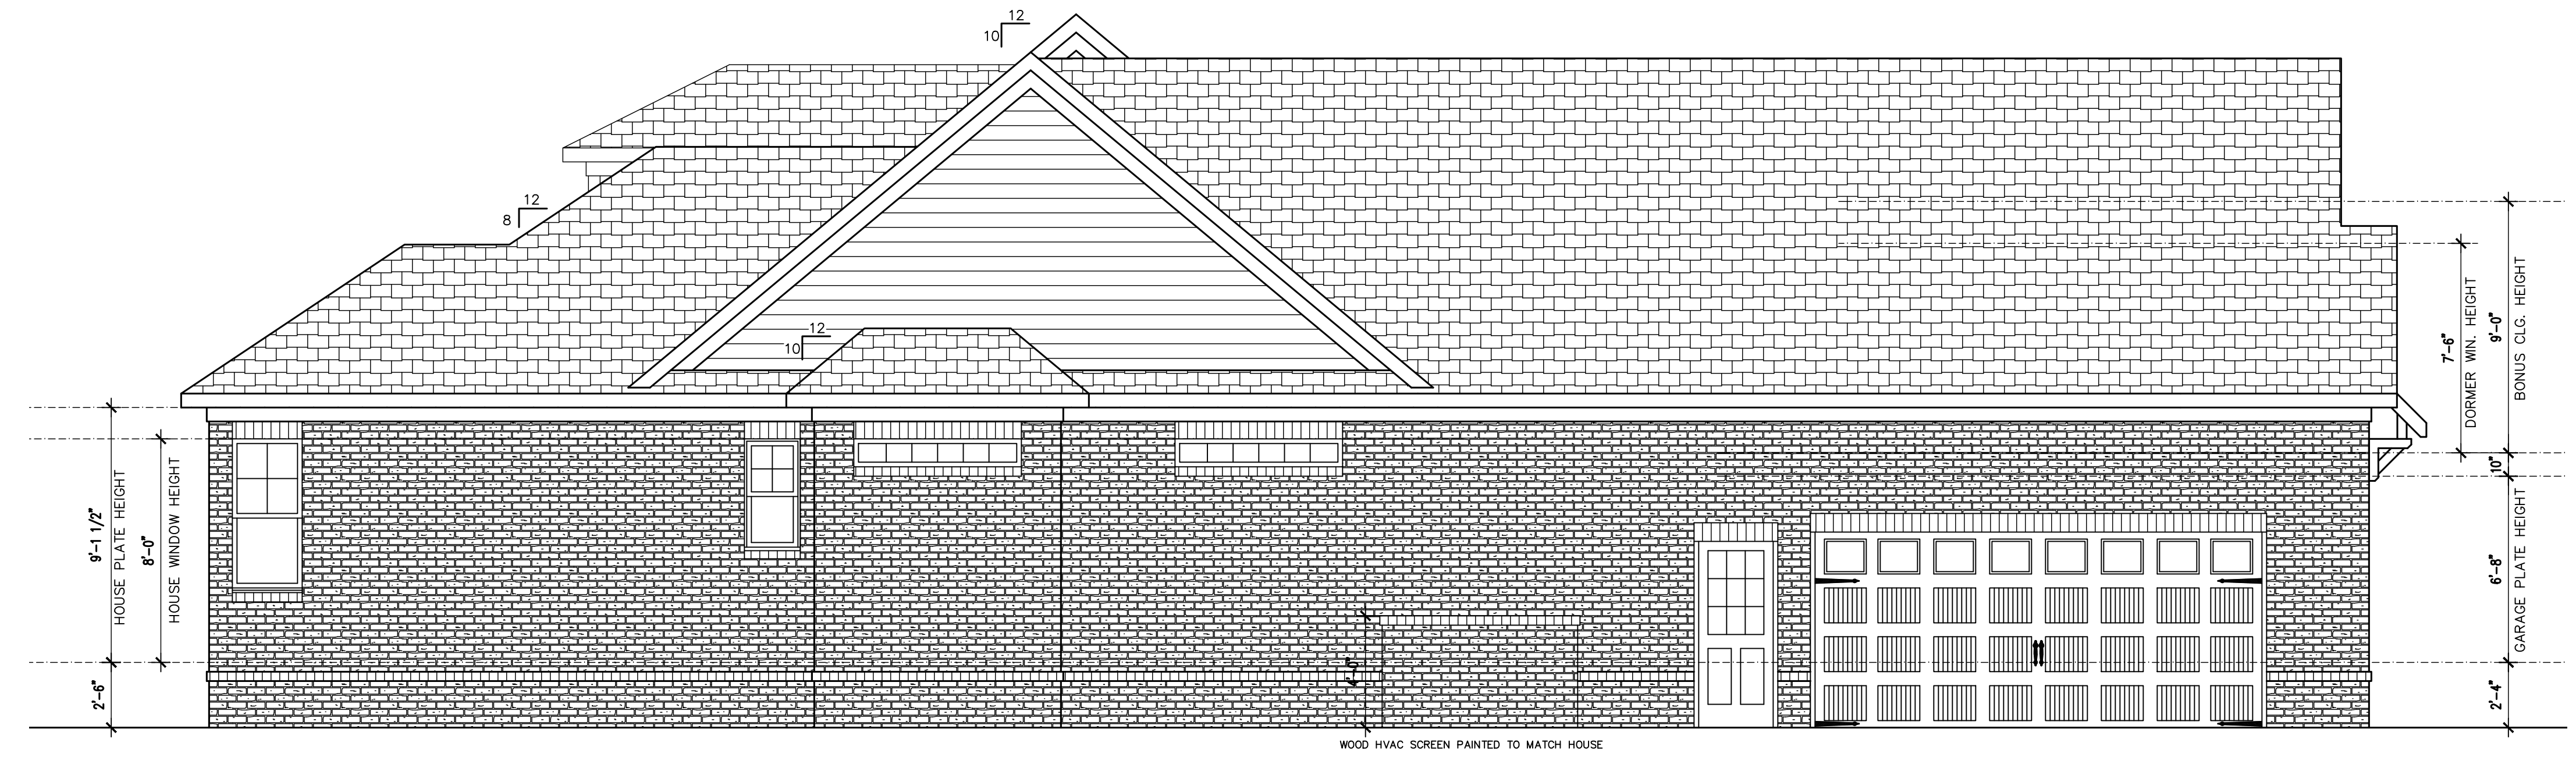 12
10
12
8
12
10
9'-1 1/2"
HOUSE PLATE HEIGHT
8'-0"
HOUSE WINDOW HEIGHT
2'-6"
7'-6"
DORMER WIN. HEIGHT
9'-0"
BONUS CLG. HEIGHT
10"
6'-8"
GARAGE PLATE HEIGHT
2'-4"
4'-0"
WOOD HVAC SCREEN PAINTED TO MATCH HOUSE